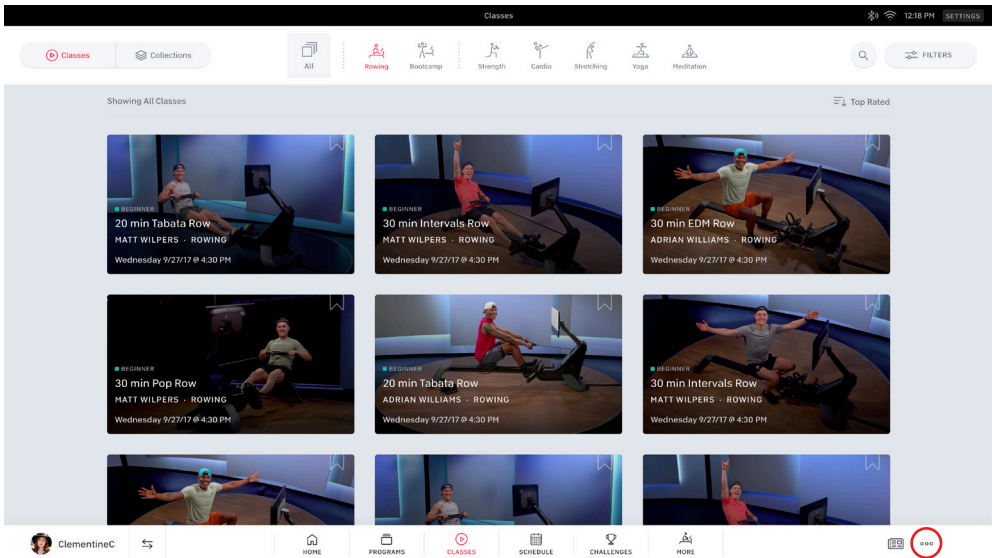 Classes
12:18 PM SETTINGS
Classes Collections All Rowing Bootcamp Strength Cardio Stretching Yoga Meditation FILTERS
Showing All Classes Top Rated
BEGINNER
20 min Tabata Row
MATT WILPERS · ROWING
Wednesday 9/27/17 @ 4:30 PM
BEGINNER
30 min Intervals Row
MATT WILPERS · ROWING
Wednesday 9/27/17 @ 4:30 PM
BEGINNER
30 min EDM Row
ADRIAN WILLIAMS · ROWING
Wednesday 9/27/17 @ 4:30 PM
BEGINNER
30 min Pop Row
MATT WILPERS · ROWING
Wednesday 9/27/17 @ 4:30 PM
BEGINNER
20 min Tabata Row
ADRIAN WILLIAMS · ROWING
Wednesday 9/27/17 @ 4:30 PM
BEGINNER
30 min Intervals Row
MATT WILPERS · ROWING
Wednesday 9/27/17 @ 4:30 PM
ClementineC HOME PROGRAMS CLASSES SCHEDULE CHALLENGES MORE